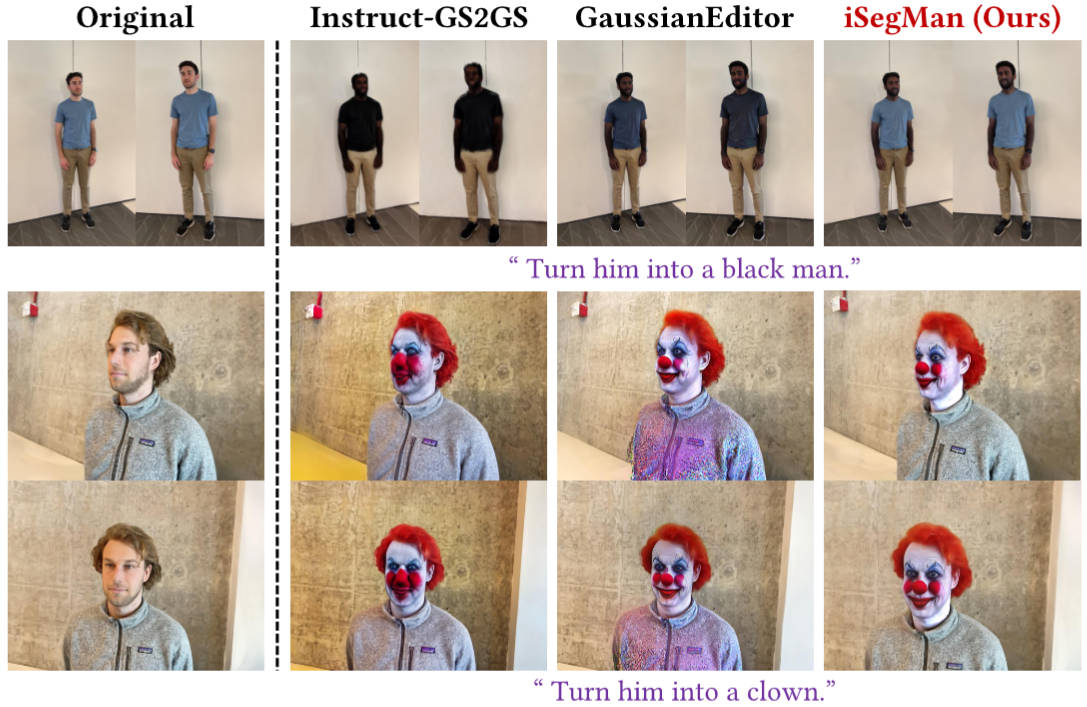 Original Instruct-GS2GS GaussianEditor iSegMan (Ours)
“ Turn him into a black man.”
“ Turn him into a clown.”